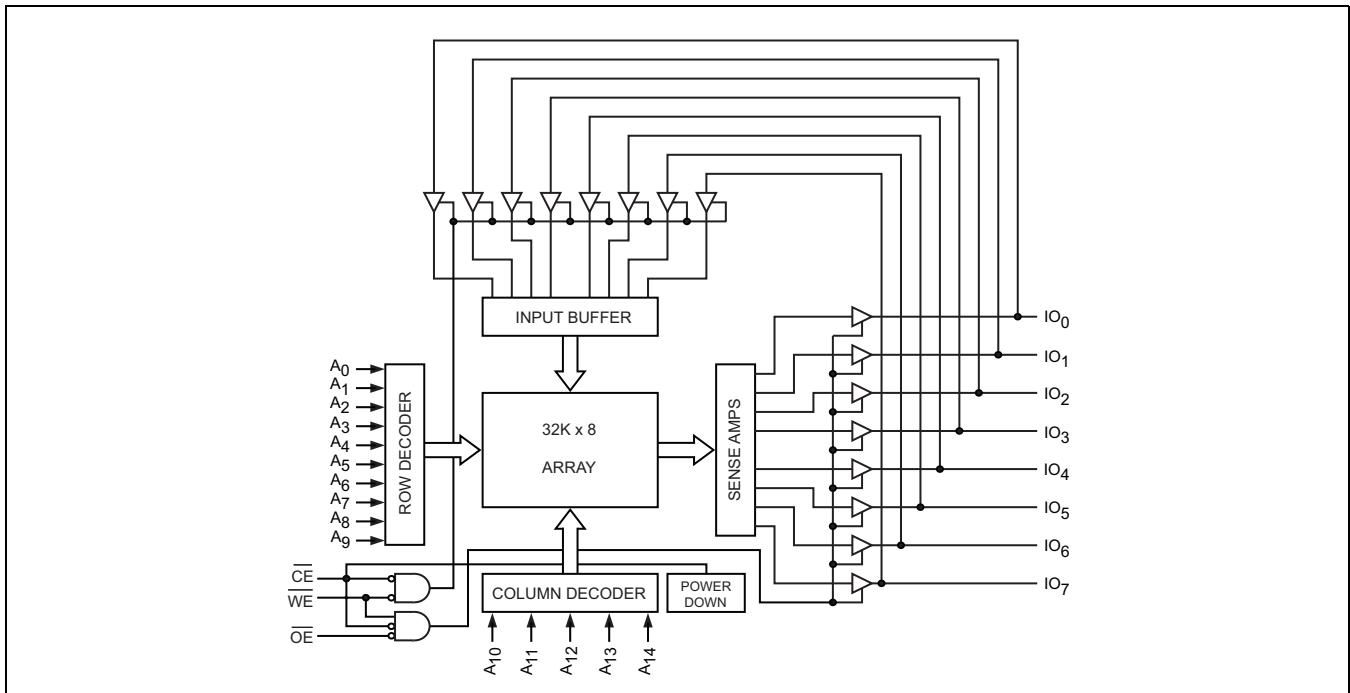 INPUT BUFFER
IO0
IO1
IO2
IO3
IO4
IO5
IO6
IO7
A0
A1
A2
A3
A4
A5
A6
A7
A8
A9
ROW DECODER
32K x 8
ARRAY
SENSE AMPS
CE
WE
OE
COLUMN DECODER
POWER
DOWN
A10
A11
A12
A13
A14